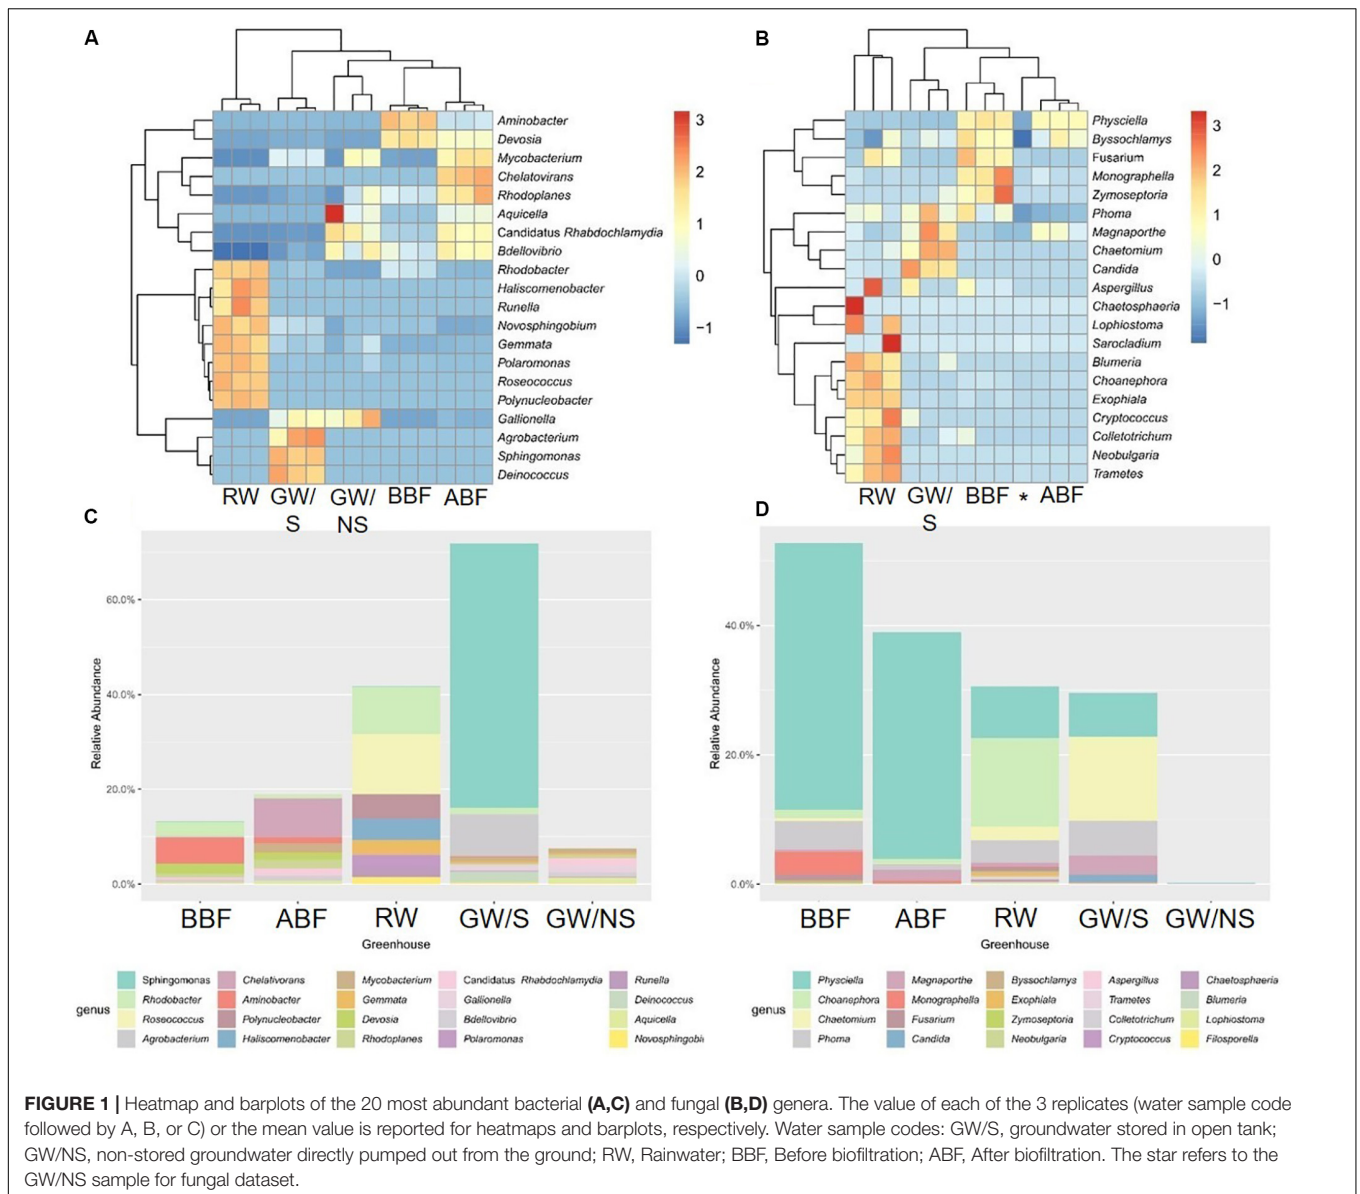 A
Aminobacter
Devosia
Mycobacterium
Chelatovirans
Rhodoplanes
Aquicella
Candidatus Rhabdochlamydia
Bdellovibrio
Rhodobacter
Haliscomenobacter
Runella
Novosphingobium
Gemmata
Polaromonas
Roseococcus
Polynucleobacter
Gallionella
Agrobacterium
Sphingomonas
Deinococcus
3
2
1
0
−1
RW GW/ GW/ BBF ABF
S NS
B
Physciella
Byssochlamys
Fusarium
Monographella
Zymoseptoria
Phoma
Magnaporthe
Chaetomium
Candida
Aspergillus
Chaetosphaeria
Lophiostoma
Sarocladium
Blumeria
Choanephora
Exophiala
Cryptococcus
Colletotrichum
Neobulgaria
Trametes
3
2
1
0
−1
RW GW/ BBF * ABF
S
C
Relative Abundance
60.0%
40.0%
20.0%
0.0%
BBF ABF RW GW/S GW/NS
Greenhouse
genus
Sphingomonas Chelativorans Mycobacterium Candidatus Rhabdochlamydia Runella
Rhodobacter Aminobacter Gemmata Gallionella Deinococcus
Roseococcus Polynucleobacter Devosia Bdellovibrio Aquicella
Agrobacterium Haliscomenobacter Rhodoplanes Polaromonas Novosphingobi
D
Relative Abundance
40.0%
20.0%
0.0%
BBF ABF RW GW/S GW/NS
Greenhouse
genus
Physciella Magnaporthe Byssochlamys Aspergillus Chaetosphaeria
Choanephora Monographella Exophiala Trametes Blumeria
Chaetomium Fusarium Zymoseptoria Colletotrichum Lophiostoma
Phoma Candida Neobulgaria Cryptococcus Filosporella
FIGURE 1 | Heatmap and barplots of the 20 most abundant bacterial (A,C) and fungal (B,D) genera. The value of each of the 3 replicates (water sample code
followed by A, B, or C) or the mean value is reported for heatmaps and barplots, respectively. Water sample codes: GW/S, groundwater stored in open tank;
GW/NS, non-stored groundwater directly pumped out from the ground; RW, Rainwater; BBF, Before biofiltration; ABF, After biofiltration. The star refers to the
GW/NS sample for fungal dataset.